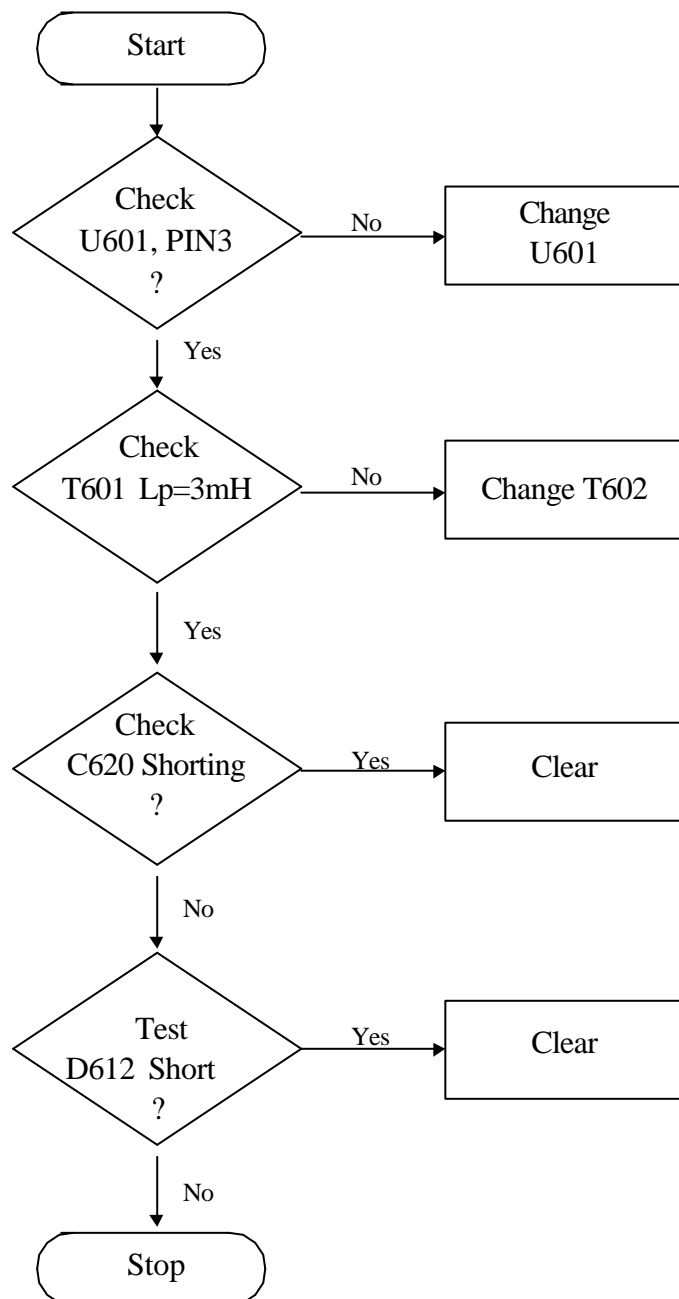 Start
Check
U601, PIN3
?
No
Change
U601
Yes
Check
T601 Lp=3mH
No
Change T602
Yes
Check
C620 Shorting
?
Yes
Clear
No
Test
D612 Short
?
Yes
Clear
No
Stop